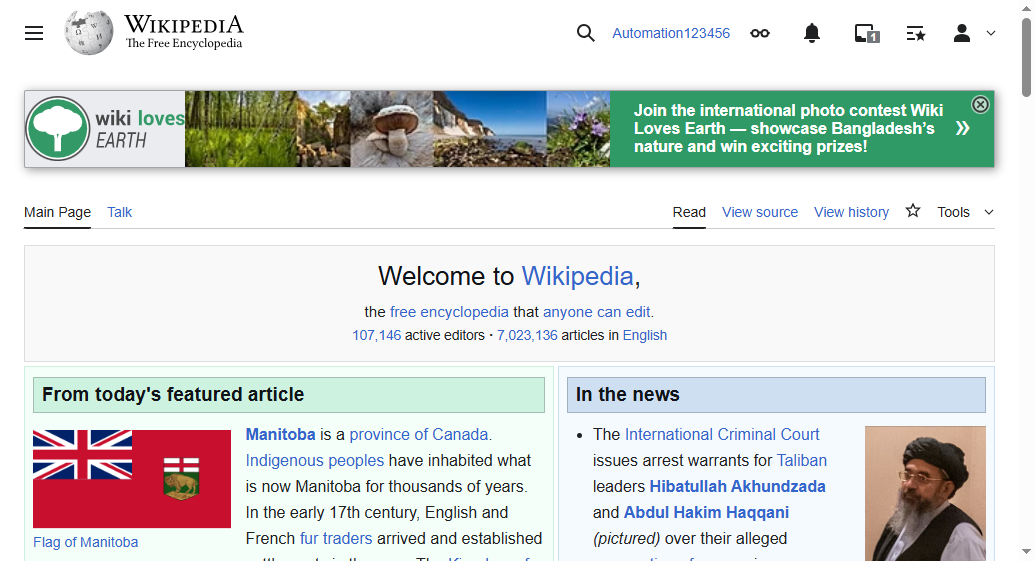 WIKIPEDIA
The Free Encyclopedia
Automation123456
1
wiki loves
EARTH
Join the international photo contest Wiki
Loves Earth — showcase Bangladesh's
nature and win exciting prizes!
Main Page
Talk
Read
View source
View history
Tools
Welcome to Wikipedia,
the free encyclopedia that anyone can edit.
107,146 active editors · 7,023,136 articles in English
From today's featured article
Manitoba is a province of Canada.
Indigenous peoples have inhabited what
is now Manitoba for thousands of years.
In the early 17th century, English and
French fur traders arrived and established
Flag of Manitoba
In the news
The International Criminal Court
issues arrest warrants for Taliban
leaders Hibatullah Akhundzada
and Abdul Hakim Haqqani
(pictured) over their alleged